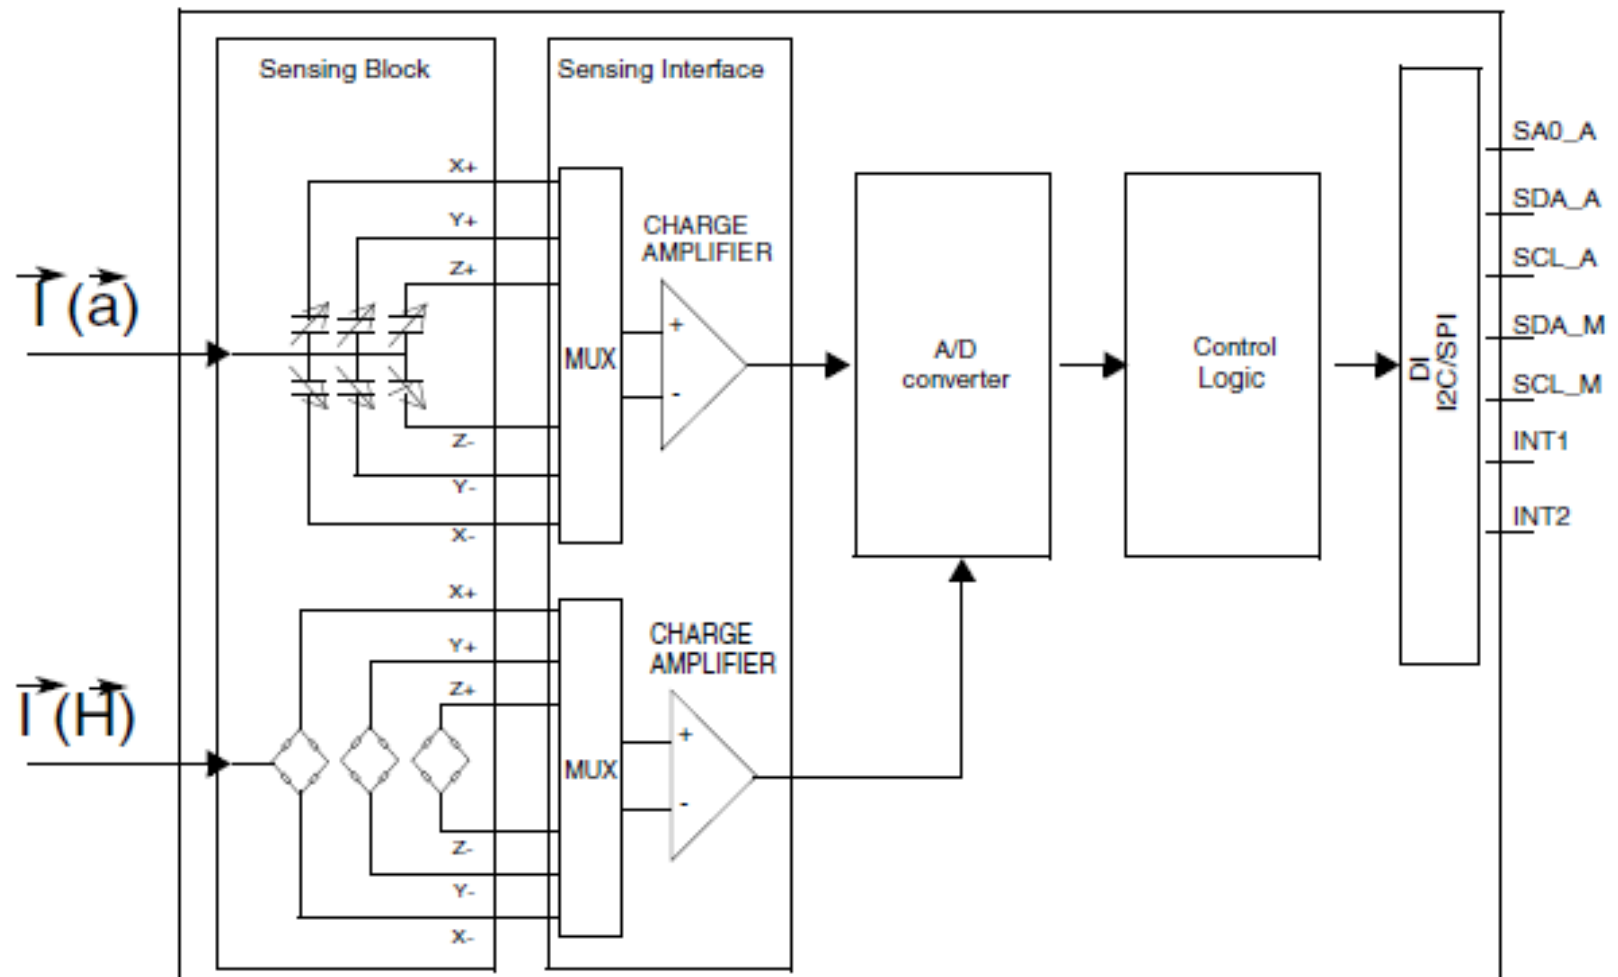 Sensing Block
Sensing Interface
X+
Y+
Z+
I (a)
Z-
Y-
X-
MUX
CHARGE
AMPLIFIER
+
-
A/D
converter
Control
Logic
DI
I2C/SPI
SA0_A
SDA_A
SCL_A
SDA_M
SCL_M
INT1
INT2
X+
Y+
Z+
I (H)
Z-
Y-
X-
MUX
CHARGE
AMPLIFIER
+
-